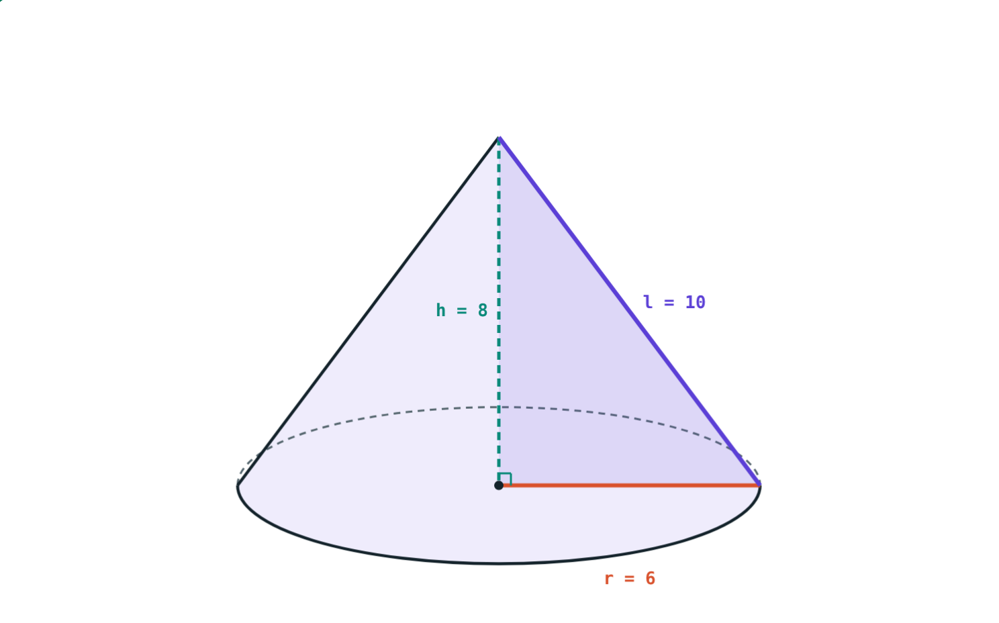 l = 10
h = 8
r = 6